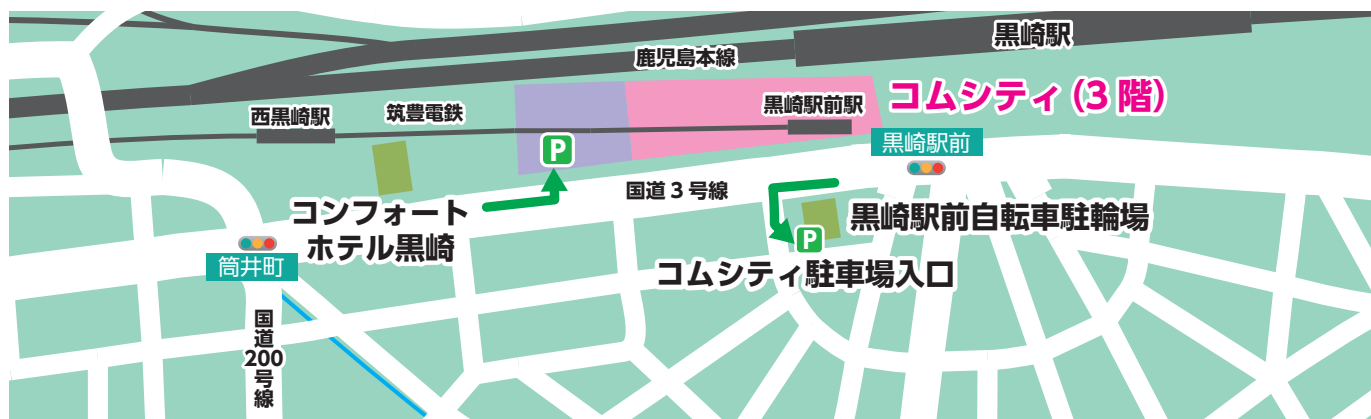 黒崎駅
鹿児島本線
コムシティ(3階)
黒崎駅前駅
西黒崎駅
筑豊電鉄
黒崎駅前
P
国道3号線
コンフォート
ホテル黒崎
黒崎駅前自転車駐輪場
P
コムシティ駐車場入口
筒井町
国道200号線